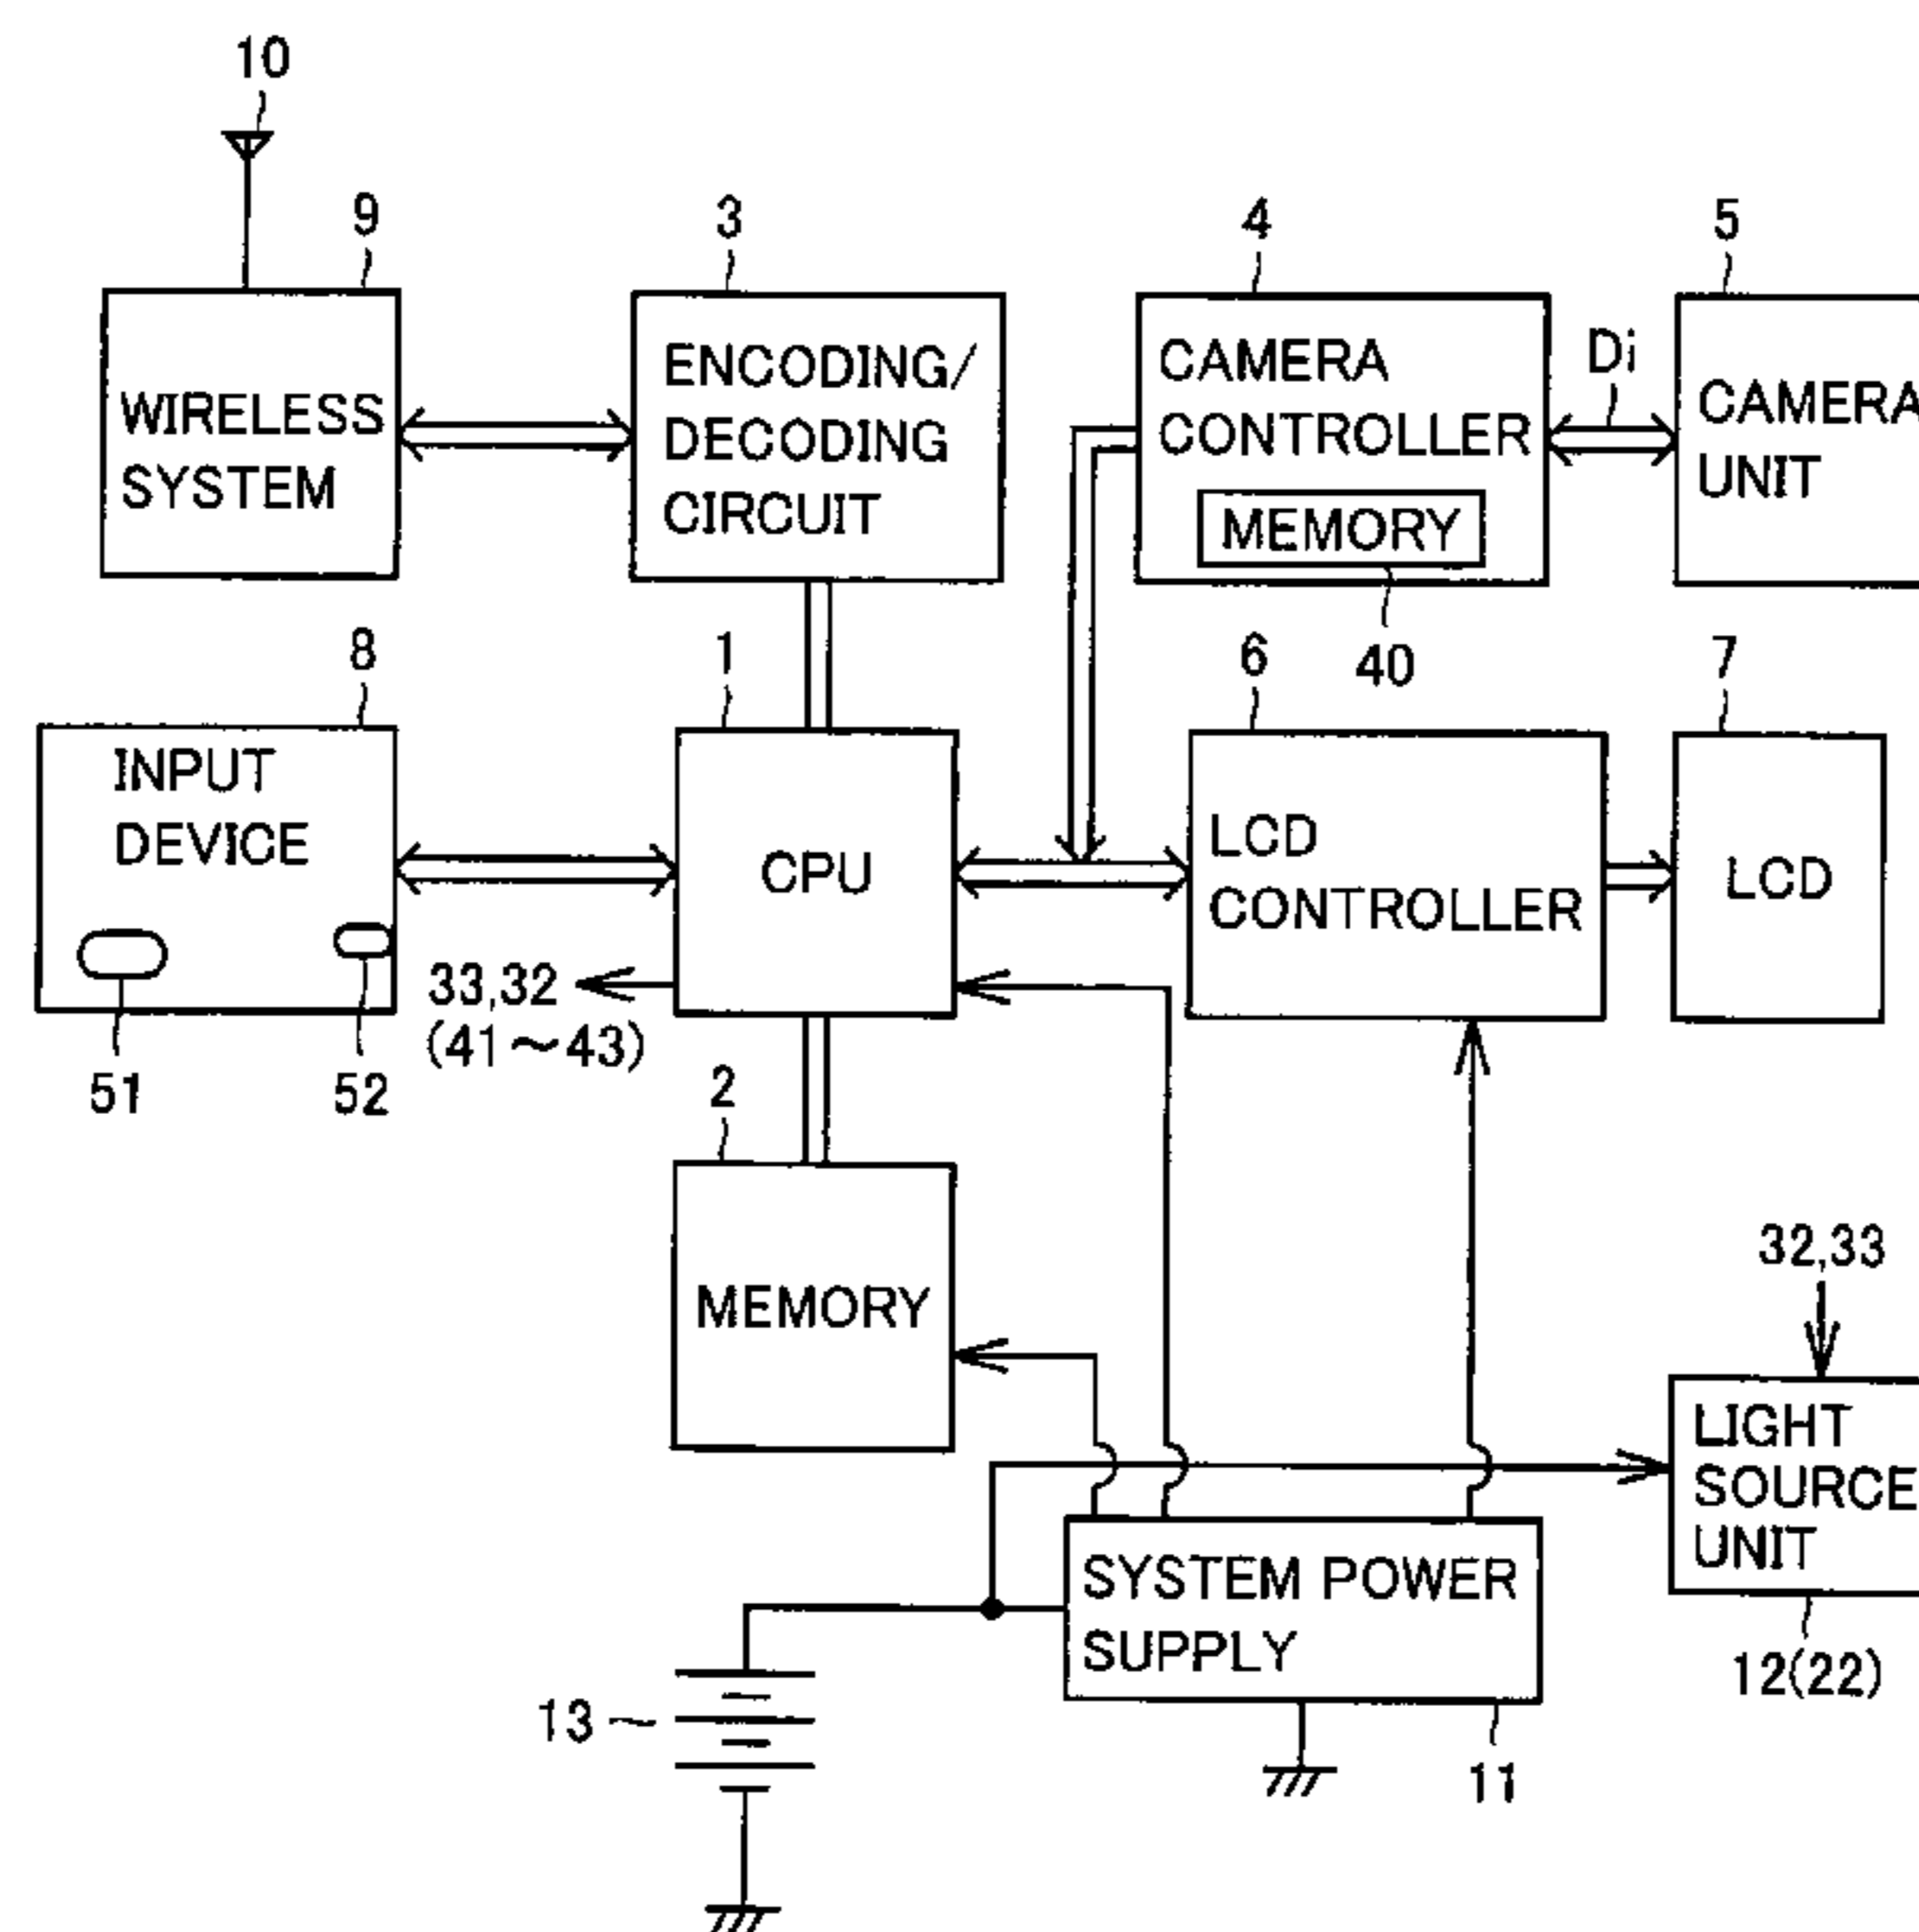 10
9
3
4
5
WIRELESS
SYSTEM
ENCODING/
DECODING
CIRCUIT
CAMERA
CONTROLLER
MEMORY
40
Di
CAMERA
UNIT
8
1
6
7
INPUT
DEVICE
51
52
CPU
33,32
(41~43)
LCD
CONTROLLER
LCD
2
MEMORY
32,33
LIGHT
SOURCE
UNIT
12(22)
SYSTEM POWER
SUPPLY
11
13